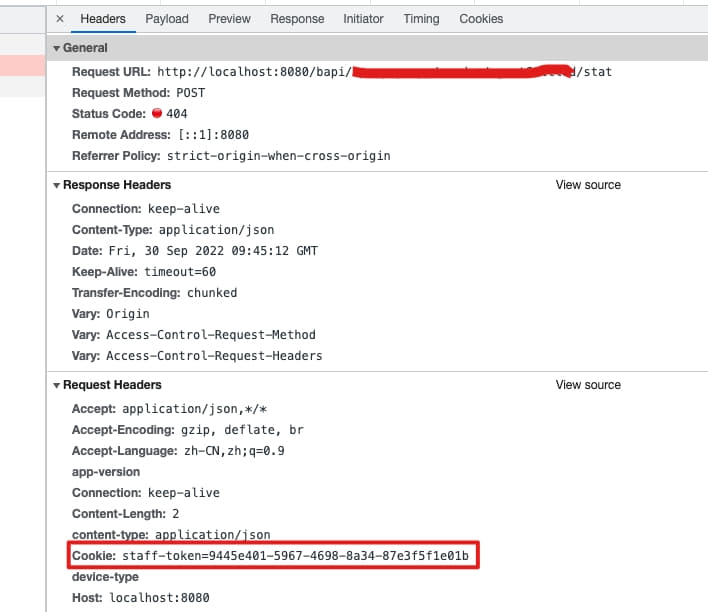 × Headers Payload Preview Response Initiator Timing Cookies
▼ General
Request URL: http://localhost:8080/bapi/ /stat
Request Method: POST
Status Code: 404
Remote Address: [::1]:8080
Referrer Policy: strict-origin-when-cross-origin
▼ Response Headers View source
Connection: keep-alive
Content-Type: application/json
Date: Fri, 30 Sep 2022 09:45:12 GMT
Keep-Alive: timeout=60
Transfer-Encoding: chunked
Vary: Origin
Vary: Access-Control-Request-Method
Vary: Access-Control-Request-Headers
▼ Request Headers View source
Accept: application/json,*/*
Accept-Encoding: gzip, deflate, br
Accept-Language: zh-CN,zh;q=0.9
app-version
Connection: keep-alive
Content-Length: 2
content-type: application/json
Cookie: staff-token=9445e401-5967-4698-8a34-87e3f5f1e01b
device-type
Host: localhost:8080